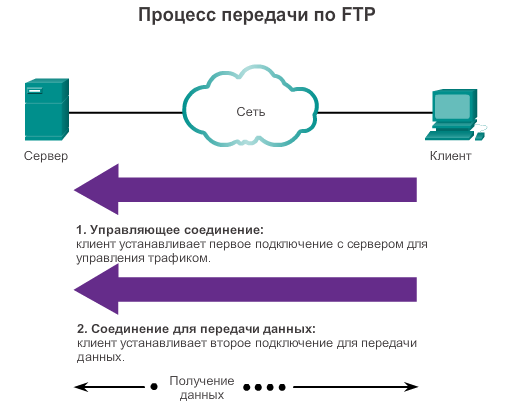 Процесс передачи по FTP
Сеть
Сервер
Клиент
1. Управляющее соединение:
клиент устанавливает первое подключение с сервером для
управления трафиком.
2. Соединение для передачи данных:
клиент устанавливает второе подключение для передачи
данных.
Получение
данных